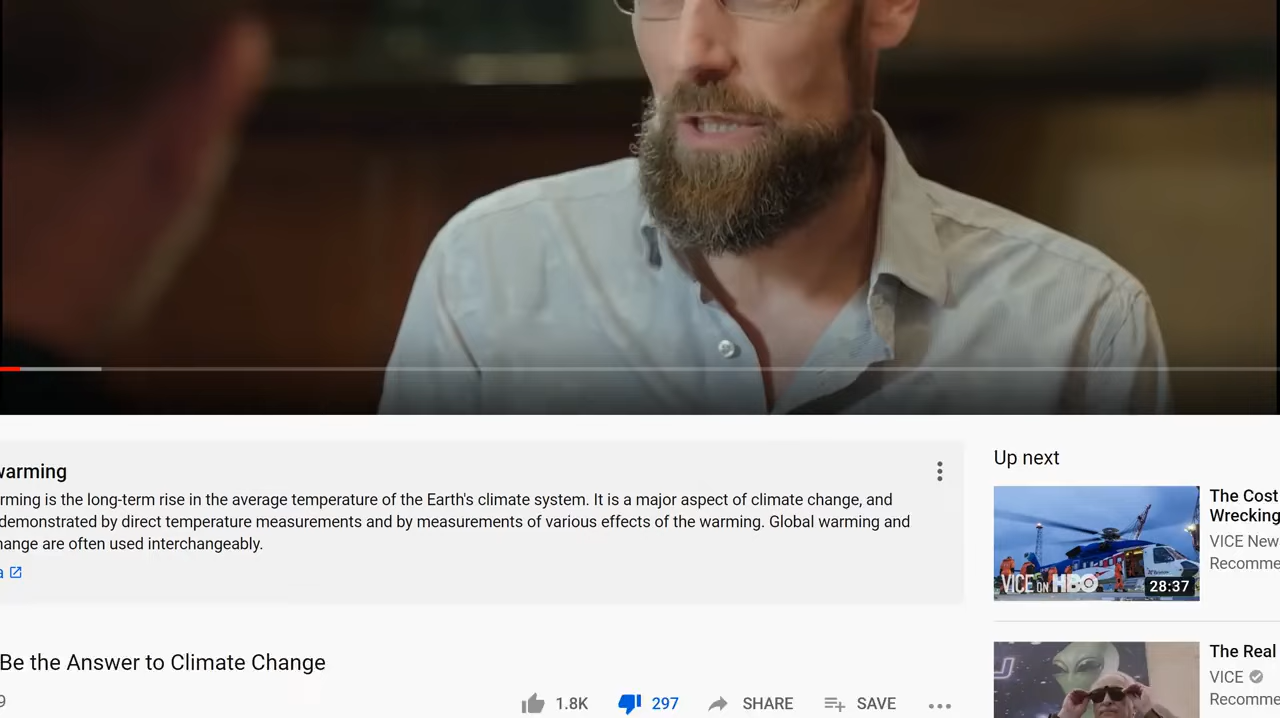 warming
rming is the long-term rise in the average temperature of the Earth's climate system. It is a major aspect of climate change, and
demonstrated by direct temperature measurements and by measurements of various effects of the warming. Global warming and
hange are often used interchangeably.
a
Be the Answer to Climate Change
9
1.8K
297
SHARE
SAVE
Up next
VICE ON HBO
28:37
The Cost
Wrecking
VICE New
Recomme
The Real
VICE
Recomme